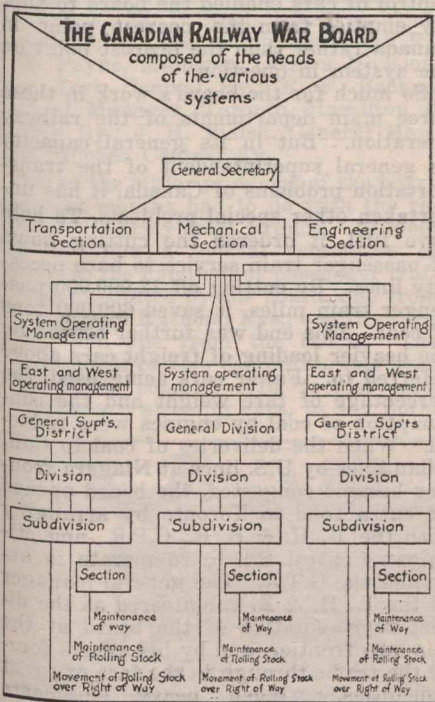 THE CANADIAN RAILWAY WAR BOARD
composed of the heads
of the various
systems
General Secretary
Transportation
Section
Mechanical
Section
Engineering
Section
System Operating
Management
East and West
operating management
General Supt's,
District
Division
Subdivision
Section
Maintenance
of way
Maintenance
of Rolling Stock
Movement of Rolling Stock
over Right of Way
System operating
management
General Division
Division
Subdivision
Section
Maintenance
of Way
Maintenance
of Rolling Stock
Movement of Rolling Stock
over Right of Way
System Operating
Management
East and West
operating management
General Sup'ts
District
Division
Subdivision
Section
Maintenance
of Way
Maintenance
of Rolling Stock
Movement of Rolling Stock
over Right of Way